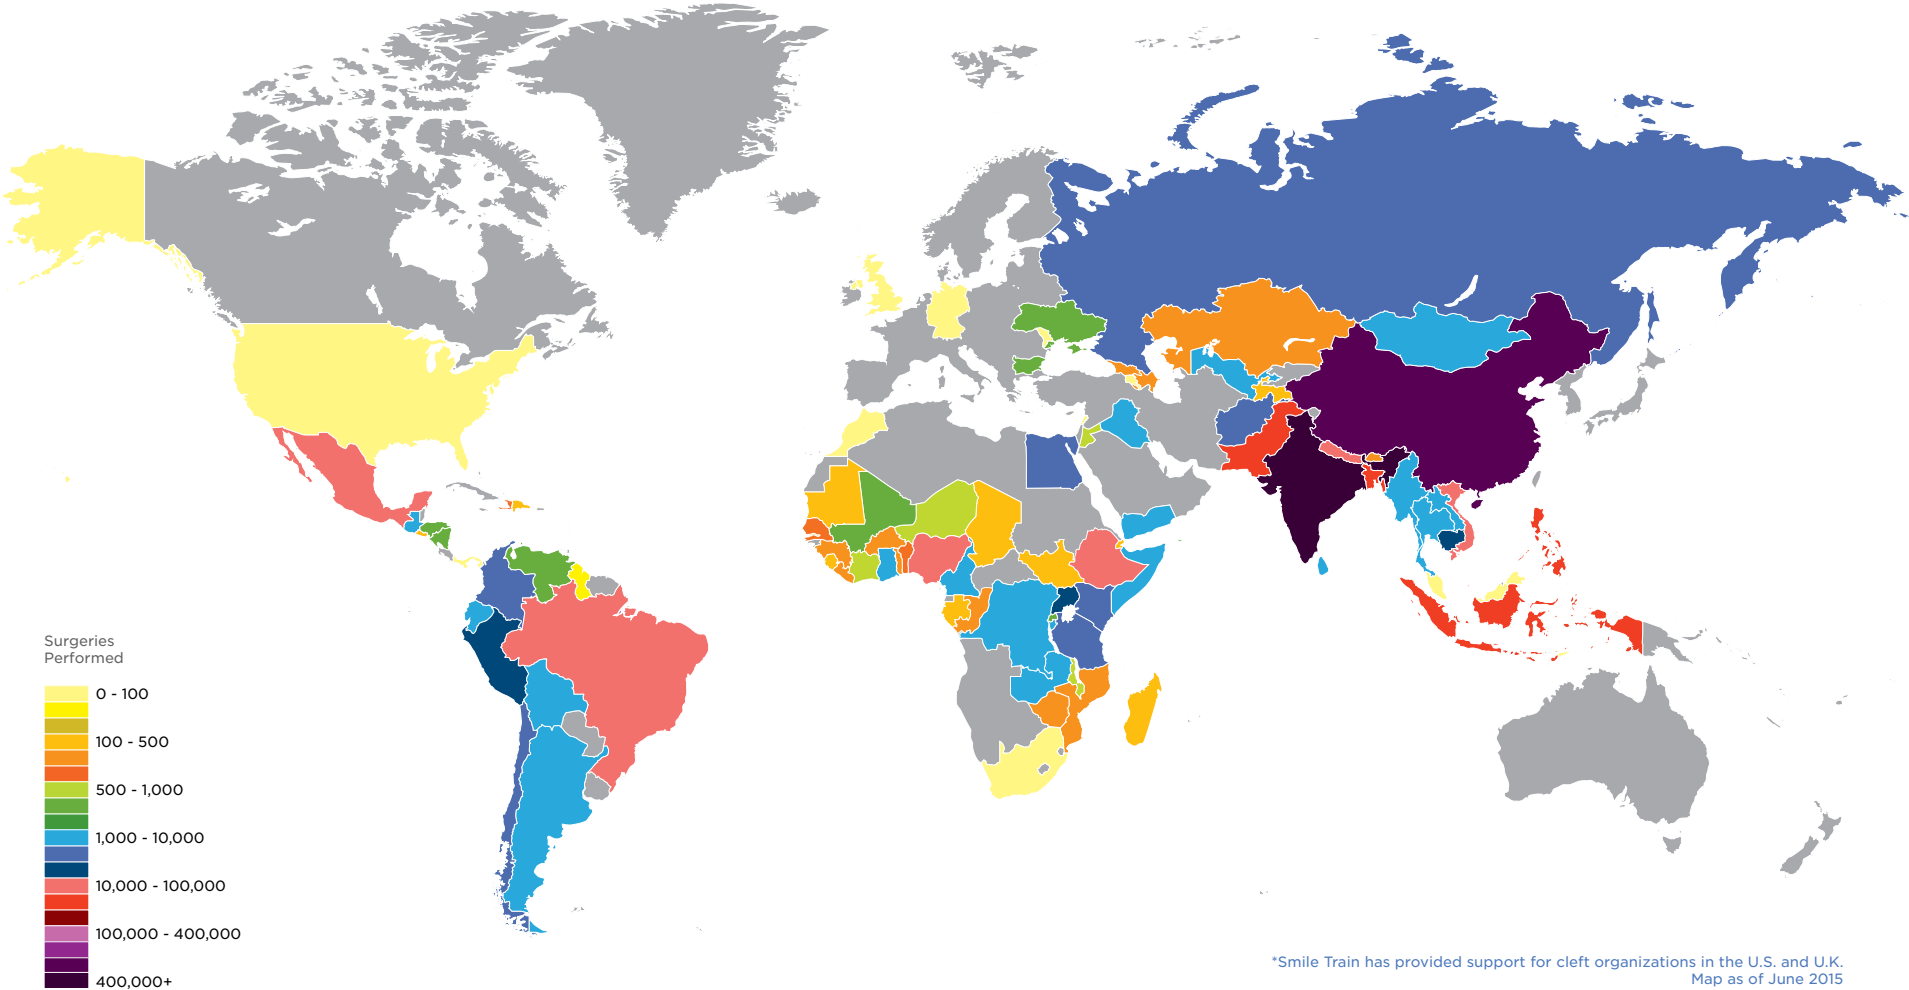 Surgeries
Performed
0 - 100
100 - 500
500 - 1,000
1,000 - 10,000
10,000 - 100,000
100,000 - 400,000
400,000+
*Smile Train has provided support for cleft organizations in the U.S. and U.K.
Map as of June 2015